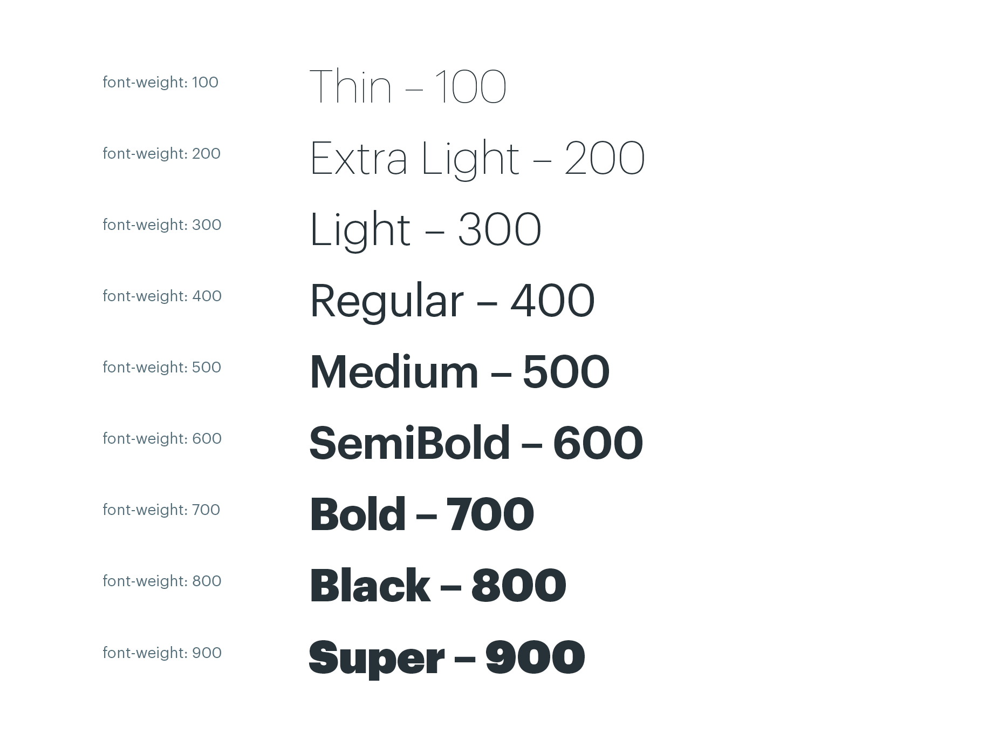 font-weight: 100 Thin – 100
font-weight: 200 Extra Light – 200
font-weight: 300 Light – 300
font-weight: 400 Regular – 400
font-weight: 500 Medium – 500
font-weight: 600 SemiBold – 600
font-weight: 700 Bold – 700
font-weight: 800 Black – 800
font-weight: 900 Super – 900